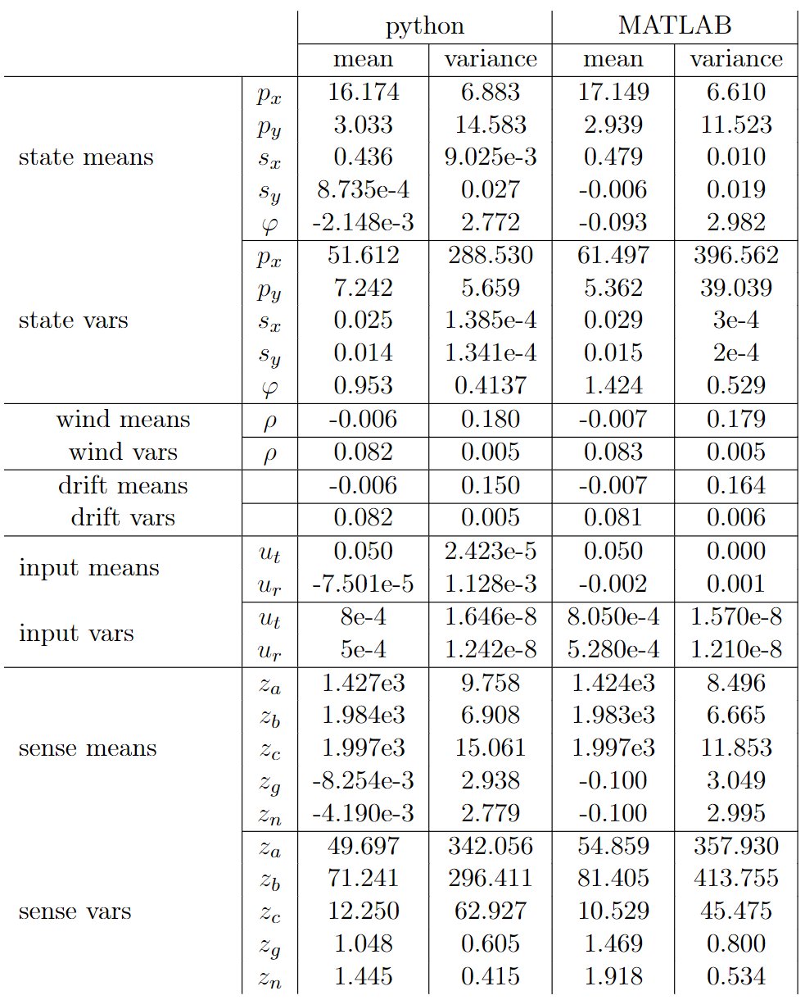 python MATLAB
mean variance mean variance
p_x 16.174 6.883 17.149 6.610
p_y 3.033 14.583 2.939 11.523
state means s_x 0.436 9.025e-3 0.479 0.010
s_y 8.735e-4 0.027 -0.006 0.019
φ -2.148e-3 2.772 -0.093 2.982
p_x 51.612 288.530 61.497 396.562
p_y 7.242 5.659 5.362 39.039
state vars s_x 0.025 1.385e-4 0.029 3e-4
s_y 0.014 1.341e-4 0.015 2e-4
φ 0.953 0.4137 1.424 0.529
wind means ρ -0.006 0.180 -0.007 0.179
wind vars ρ 0.082 0.005 0.083 0.005
drift means -0.006 0.150 -0.007 0.164
drift vars 0.082 0.005 0.081 0.006
input means u_t 0.050 2.423e-5 0.050 0.000
u_r -7.501e-5 1.128e-3 -0.002 0.001
input vars u_t 8e-4 1.646e-8 8.050e-4 1.570e-8
u_r 5e-4 1.242e-8 5.280e-4 1.210e-8
z_a 1.427e3 9.758 1.424e3 8.496
z_b 1.984e3 6.908 1.983e3 6.665
sense means z_c 1.997e3 15.061 1.997e3 11.853
z_g -8.254e-3 2.938 -0.100 3.049
z_n -4.190e-3 2.779 -0.100 2.995
z_a 49.697 342.056 54.859 357.930
z_b 71.241 296.411 81.405 413.755
sense vars z_c 12.250 62.927 10.529 45.475
z_g 1.048 0.605 1.469 0.800
z_n 1.445 0.415 1.918 0.534